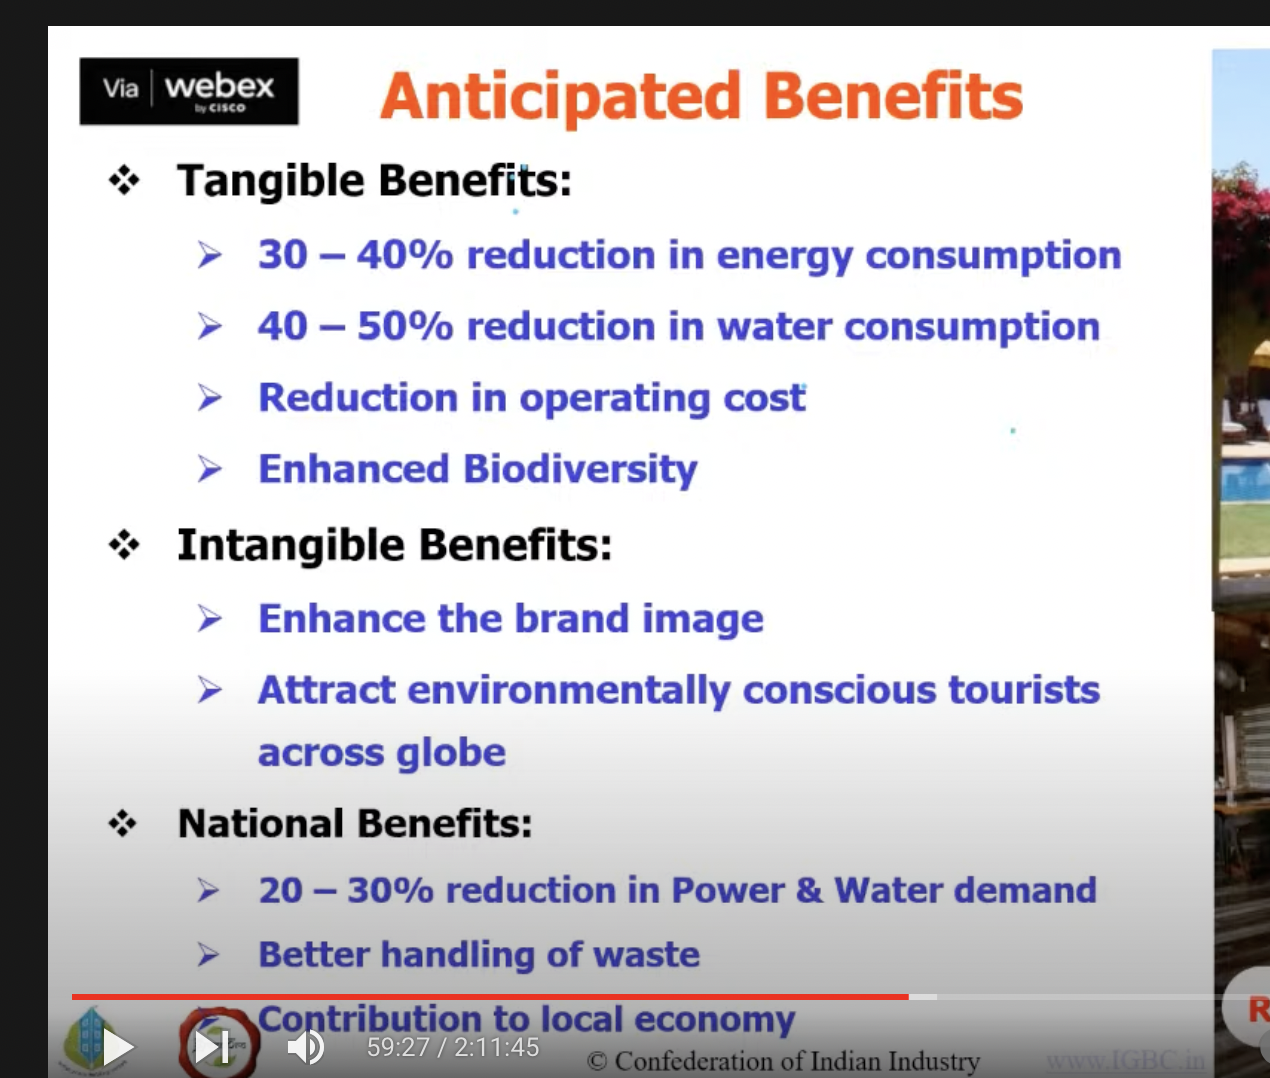 Via | webex
by CISCO
Anticipated Benefits
❖ Tangible Benefits:
➢ 30 – 40% reduction in energy consumption
➢ 40 – 50% reduction in water consumption
➢ Reduction in operating cost
➢ Enhanced Biodiversity
❖ Intangible Benefits:
➢ Enhance the brand image
➢ Attract environmentally conscious tourists
across globe
❖ National Benefits:
➢ 20 – 30% reduction in Power & Water demand
➢ Better handling of waste
➢ Contribution to local economy
59:27 / 2:11:45
© Confederation of Indian Industry
www.IGBC.in
R